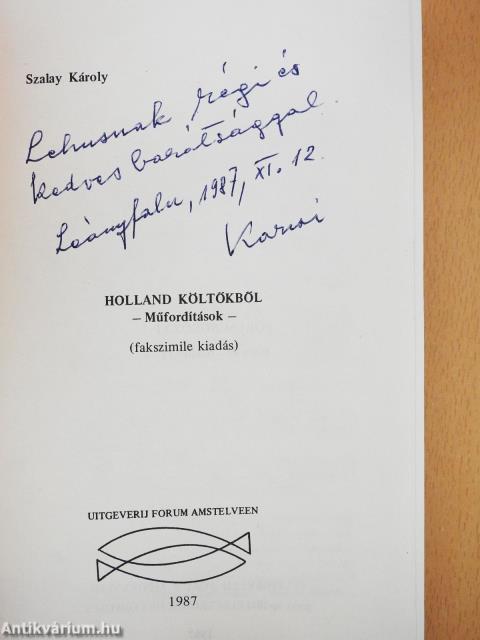 Szalay Károly
Lehusnak régi és
kedves barátsággal
Leányfalu, 1987, XI. 12.
Karcsi
HOLLAND KÖLTŐKBŐL
– Műfordítások –
(fakszimile kiadás)
UITGEVERIJ FORUM AMSTELVEEN
1987
Antikvárium.hu